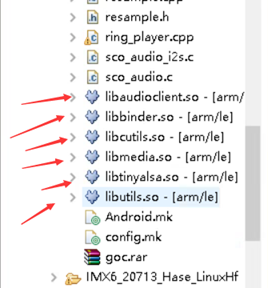 resample.h
ring_player.cpp
sco_audio_i2s.c
sco_audio.c
libaudioclient.so - [arm/
libbinder.so - [arm/le]
libcutils.so - [arm/le]
libmedia.so - [arm/le]
libtinyalsa.so - [arm/le]
libutils.so - [arm/le]
Android.mk
config.mk
goc.rar
IMX6_20713_Hase_LinuxHf